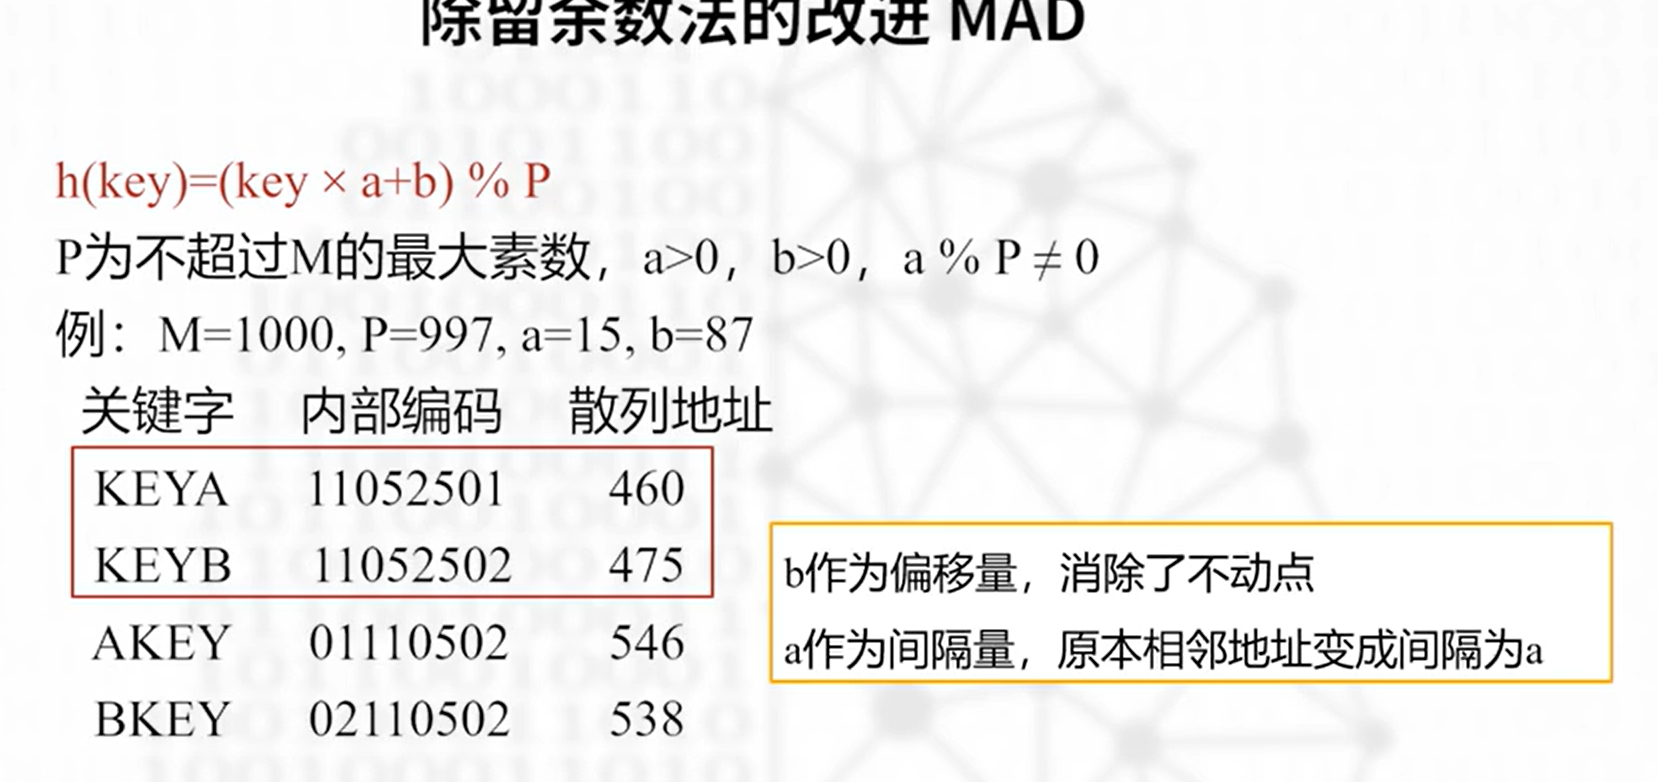 除留余数法的改进 MAD
h(key)=(key × a+b) % P
P为不超过M的最大素数，a>0，b>0，a % P ≠ 0
例：M=1000, P=997, a=15, b=87
关键字 内部编码 散列地址
KEYA 11052501 460
KEYB 11052502 475
AKEY 01110502 546
BKEY 02110502 538
b作为偏移量，消除了不动点
a作为间隔量，原本相邻地址变成间隔为a